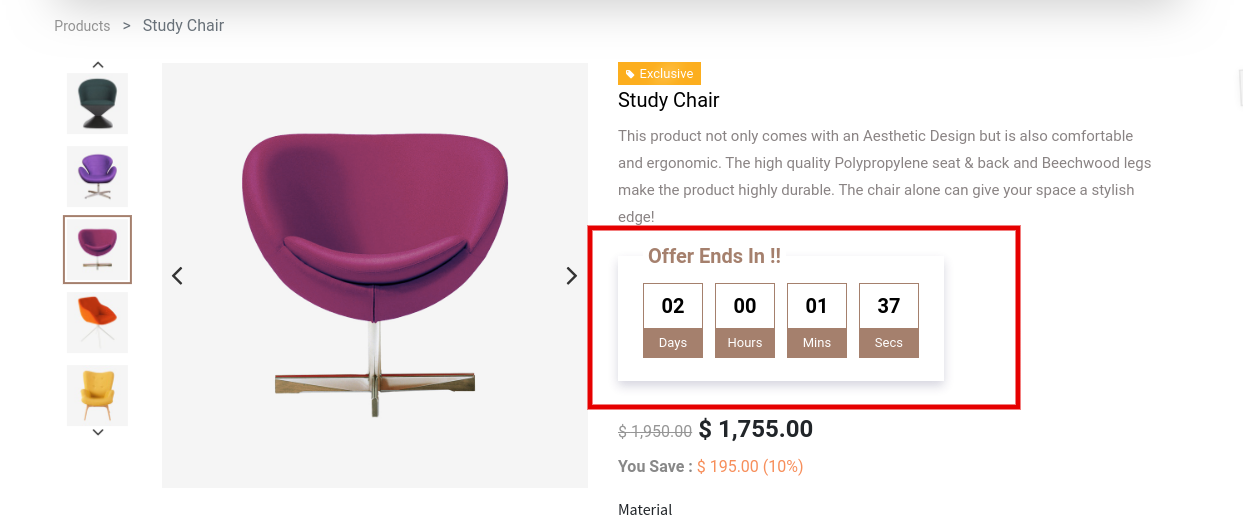 Products > Study Chair
Exclusive
Study Chair
This product not only comes with an Aesthetic Design but is also comfortable
and ergonomic. The high quality Polypropylene seat & back and Beechwood legs
make the product highly durable. The chair alone can give your space a stylish
edge!
Offer Ends In !!
02 00 01 37
Days Hours Mins Secs
$ 1,950.00 $ 1,755.00
You Save : $ 195.00 (10%)
Material